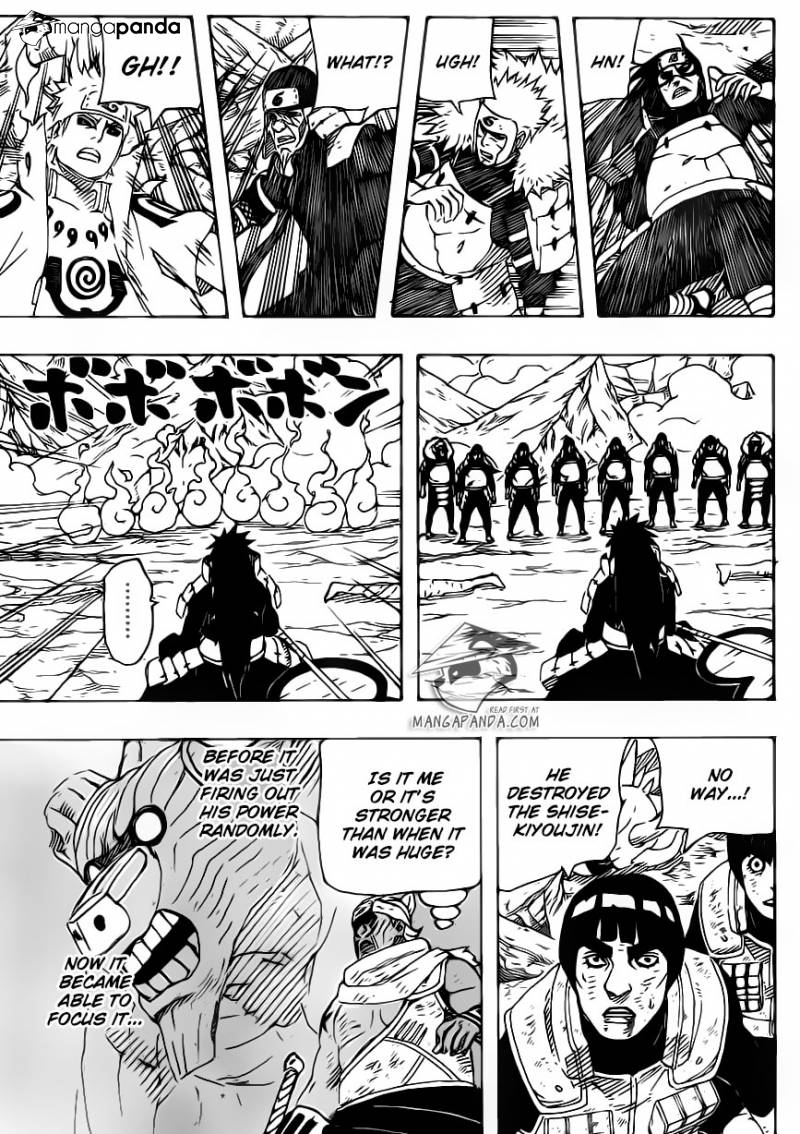 mangapanda
HN!
UGH!
WHAT!?
GH!!
READ FIRST AT
MANGAPANDA.COM
ボボボボン
.........
NO
WAY...!
HE
DESTROYED
THE SHISE-
KIYOUJIN!
IS IT ME
OR IT'S
STRONGER
THAN WHEN IT
WAS HUGE?
BEFORE IT
WAS JUST
FIRING OUT
HIS POWER
RANDOMLY.
NOW IT
BECAME
ABLE TO
FOCUS IT...